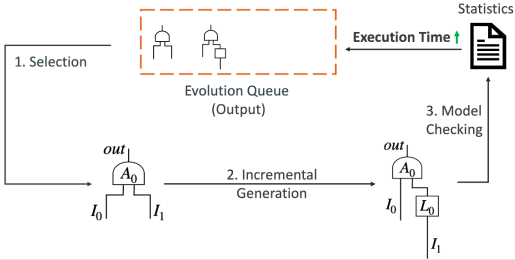 Statistics
Execution Time ↑
1. Selection
Evolution Queue
(Output)
3. Model
Checking
out
A0
I0
I1
2. Incremental
Generation
out
A0
I0
L0
I1